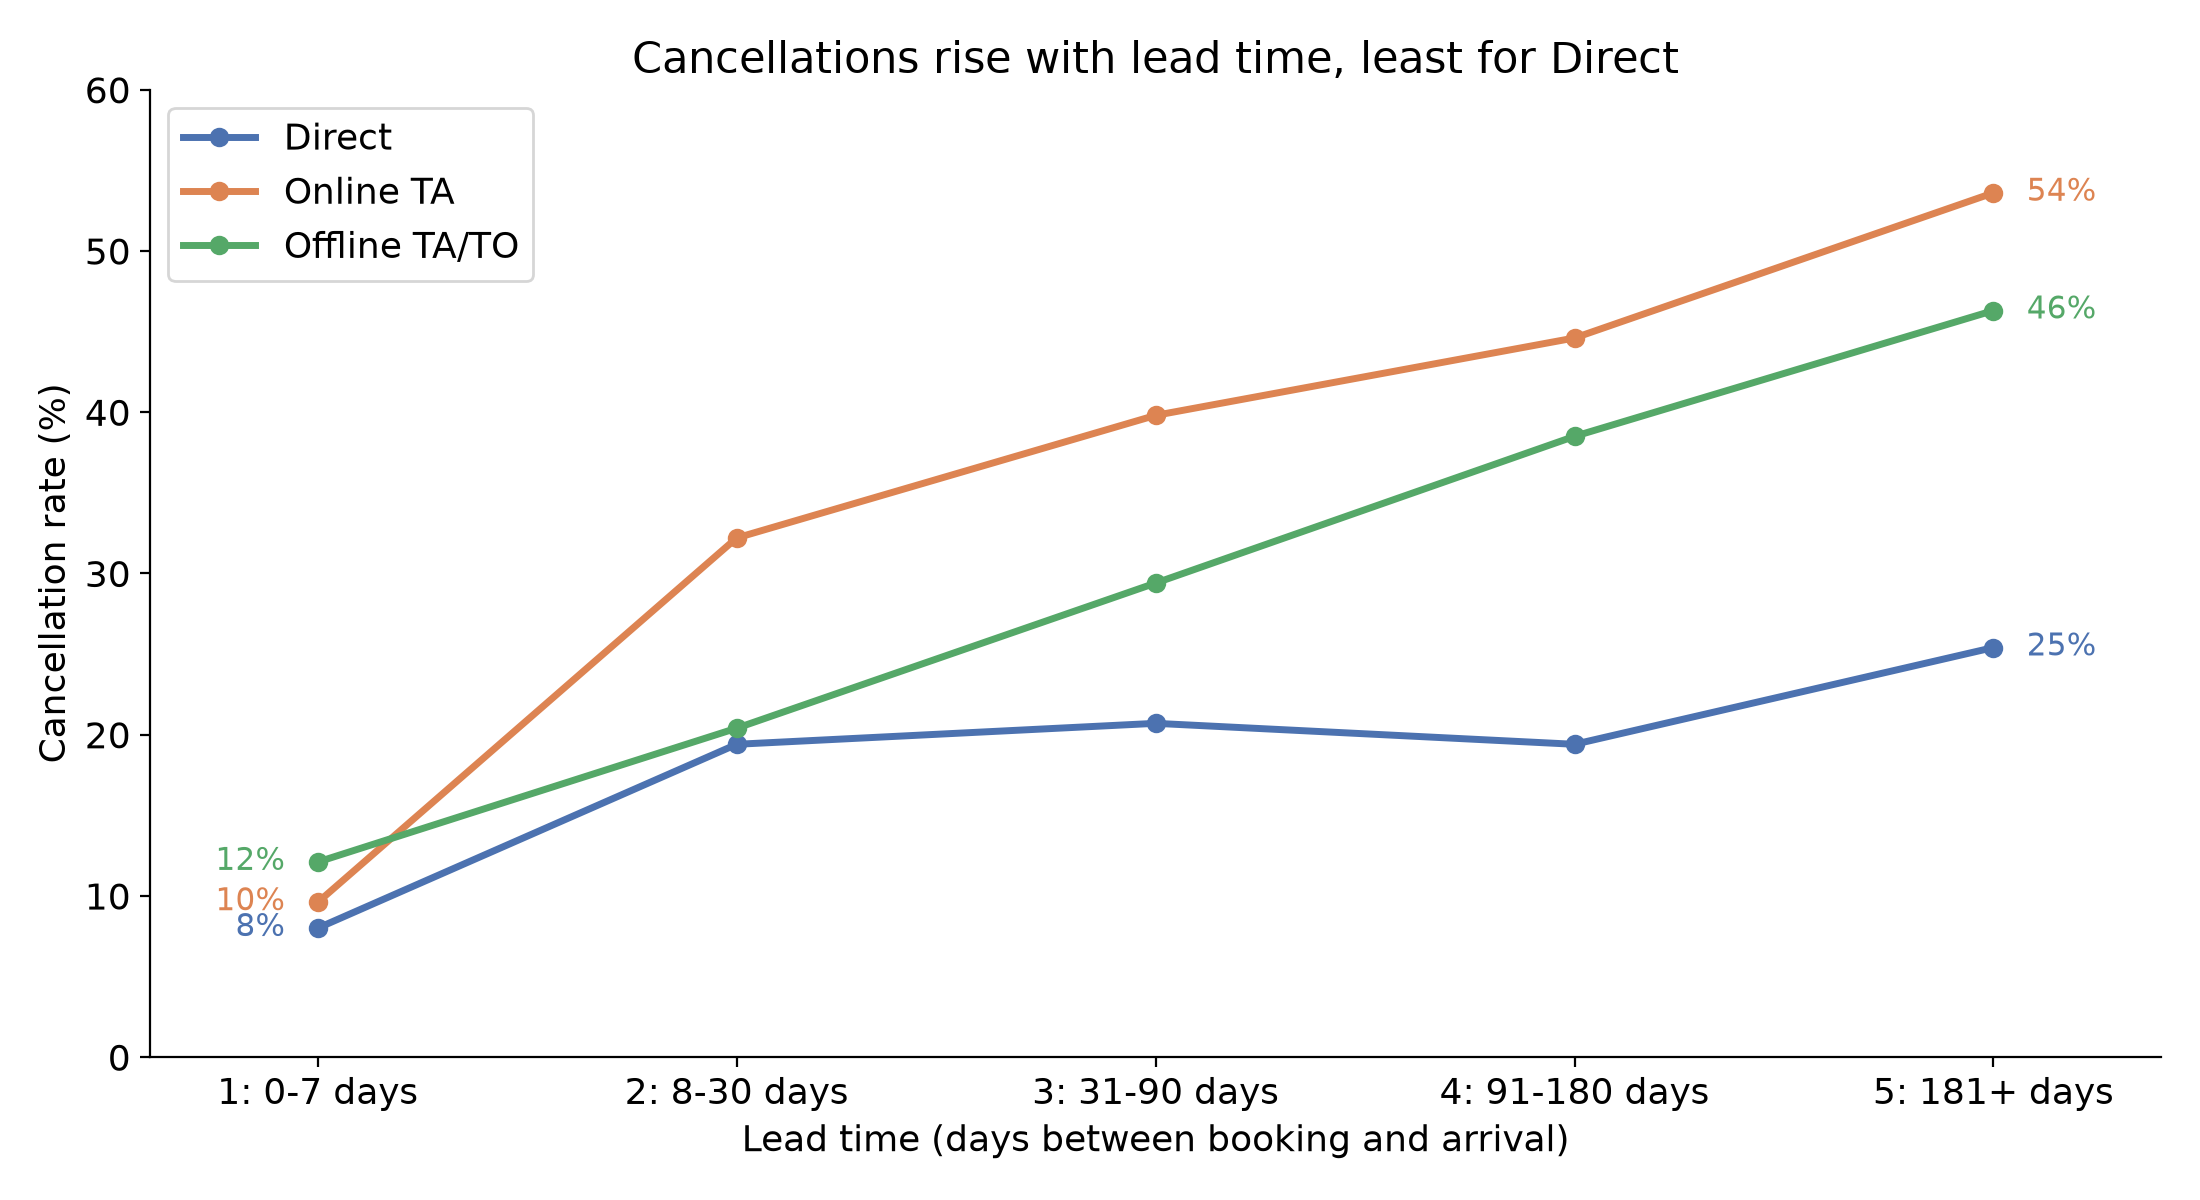 Cancellations rise with lead time, least for Direct
60
50
40
30
20
10
0
Cancellation rate (%)
Direct
Online TA
Offline TA/TO
54%
46%
25%
12%
10%
8%
1: 0-7 days
2: 8-30 days
3: 31-90 days
4: 91-180 days
5: 181+ days
Lead time (days between booking and arrival)